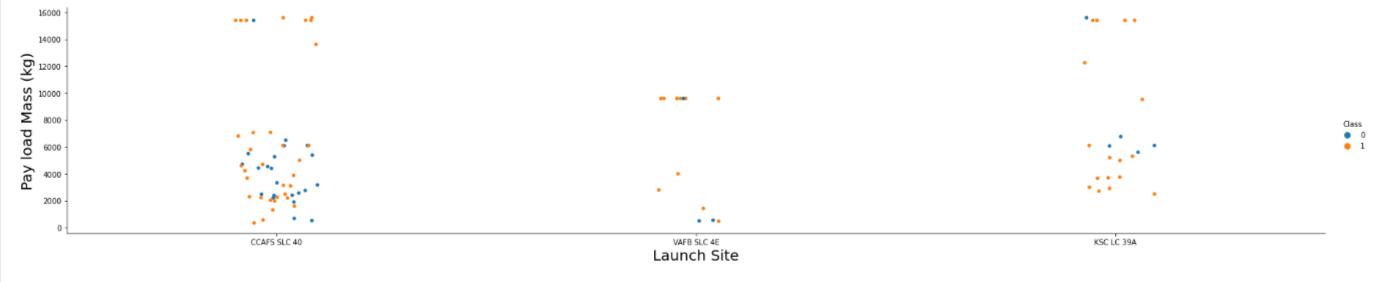 Pay load Mass (kg)
16000
14000
12000
10000
8000
6000
4000
2000
0
CCAFS SLC 40
VAFB SLC 4E
KSC LC 39A
Launch Site
Class
0
1